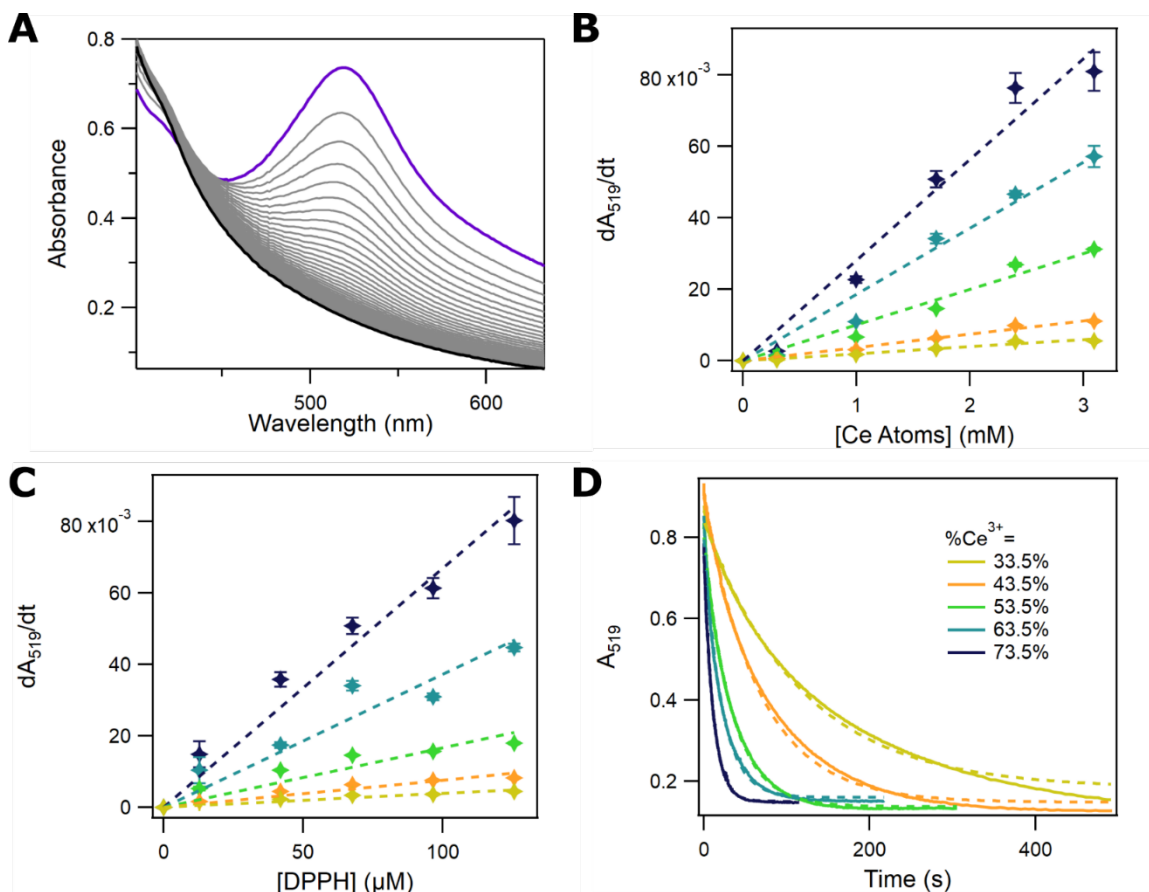 A
0.8
0.6
0.4
0.2
Absorbance
500
600
Wavelength (nm)
B
80 x10⁻³
60
40
20
0
dA₅₁₉/dt
0
1
2
3
[Ce Atoms] (mM)
C
80 x10⁻³
60
40
20
0
dA₅₁₉/dt
0
50
100
[DPPH] (µM)
D
0.8
0.6
0.4
0.2
A₅₁₉
%Ce³⁺=
33.5%
43.5%
53.5%
63.5%
73.5%
0
200
400
Time (s)